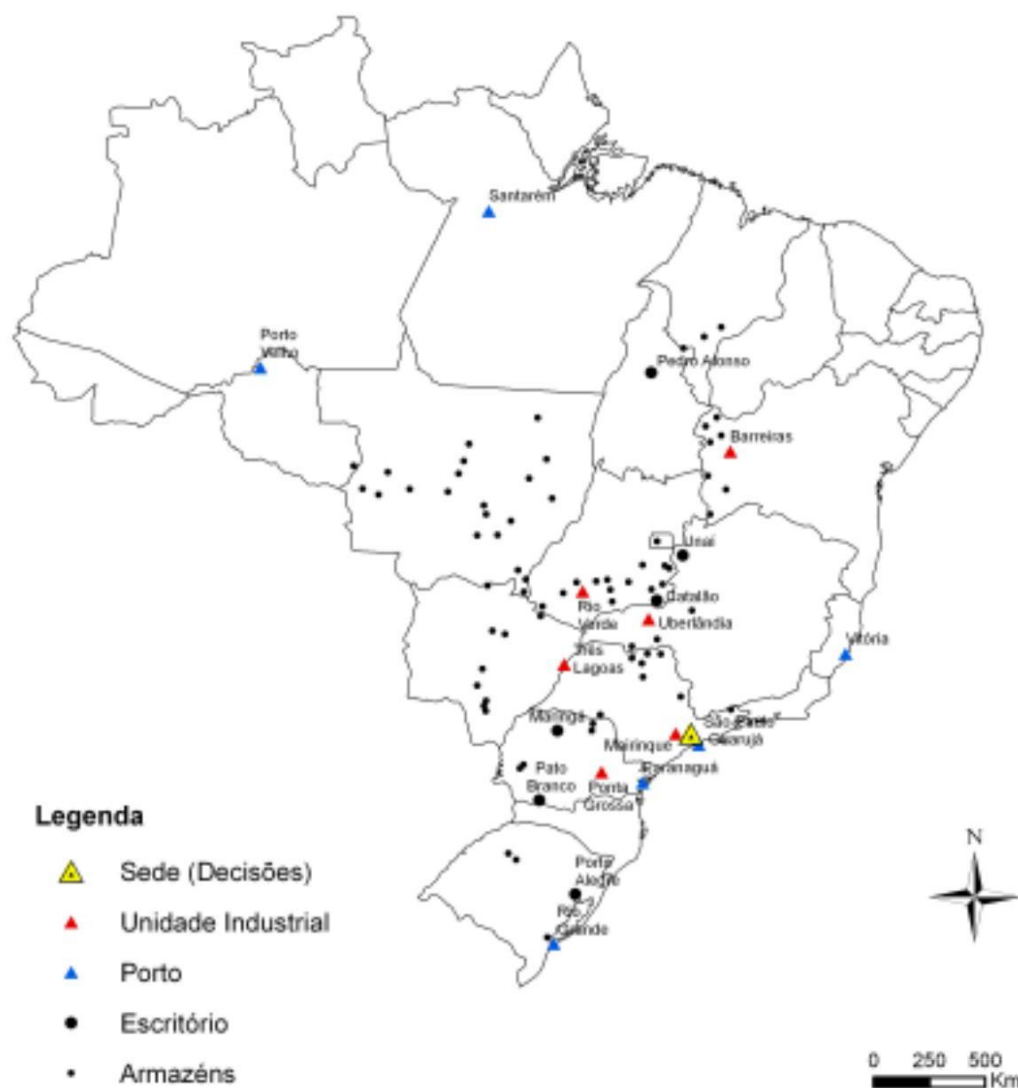 Santarém
Porto
Velho
Pedro Afonso
Barreiras
Unaí
Catalão
Rio
Verde
Uberlândia
Vitória
Três
Lagoas
Maringá
São Paulo
Guarujá
Mairinque
Paranaguá
Pato
Branco
Ponta
Grossa
Porto
Alegre
Rio
Grande
Legenda
Sede (Decisões)
Unidade Industrial
Porto
Escritório
Armazéns
N
0 250 500
Km